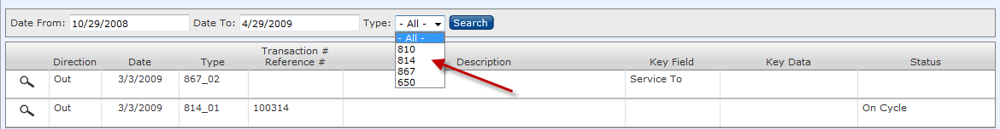 Date From: 10/29/2008 Date To: 4/29/2009 Type: - All - Search
- All -
810
814
867
650
Direction Date Type Transaction # Reference # Description Key Field Key Data Status
Out 3/3/2009 867_02 Service To
Out 3/3/2009 814_01 100314 On Cycle